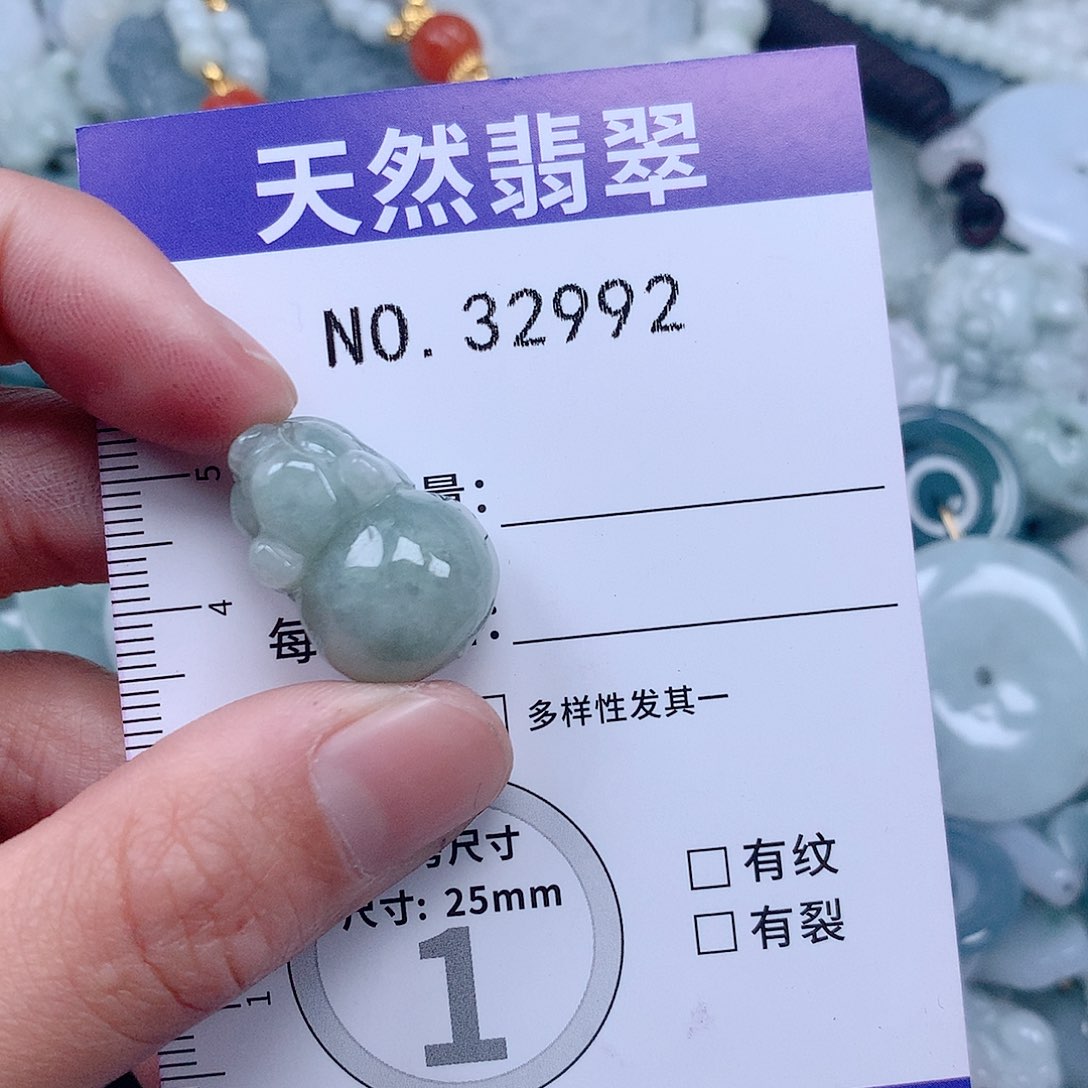 天然翡翠
NO. 32992
5
量:
4
每 :
多样性发其一
尺寸
尺寸: 25mm
1
有纹
有裂
1